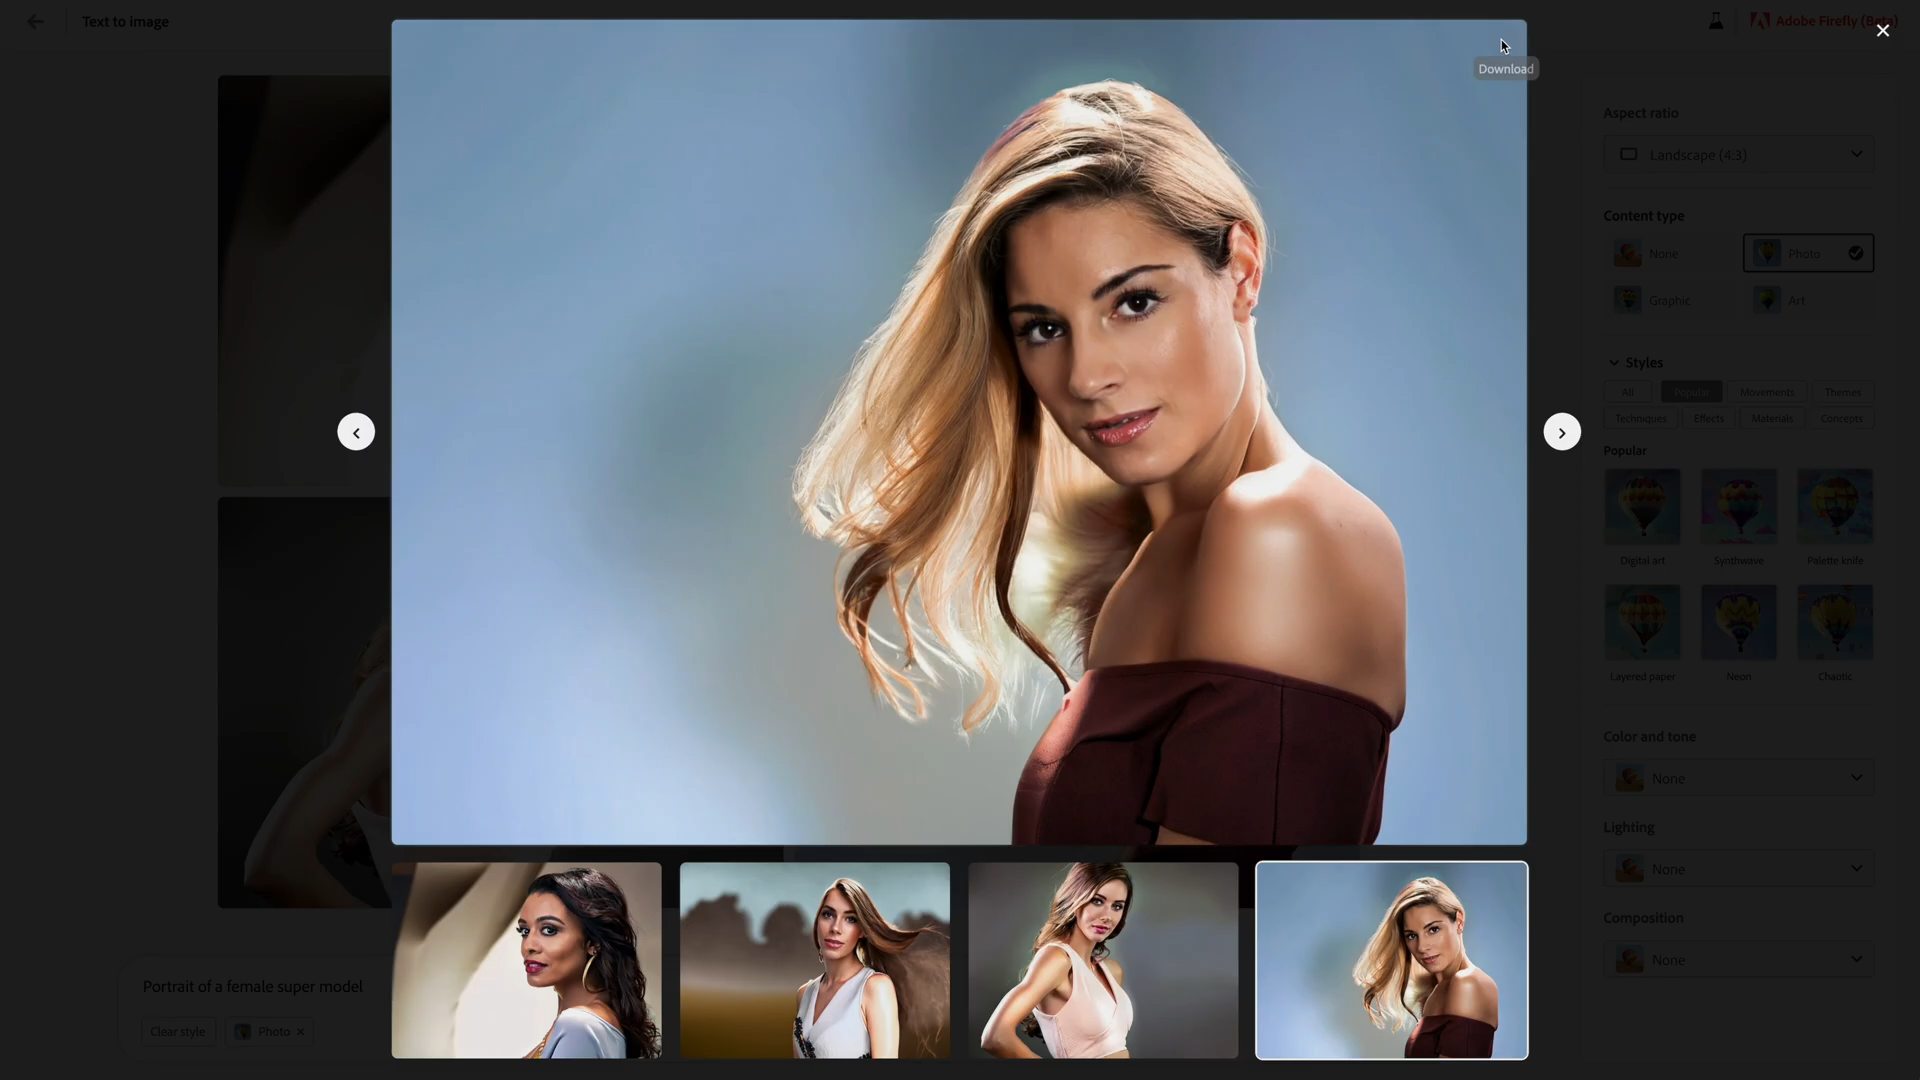 Text to image
Adobe Firefly (Beta)
Download
Aspect ratio
Landscape (4:3)
Content type
None
Photo
Graphic
Art
Styles
All
Popular
Movements
Themes
Techniques
Effects
Materials
Concepts
Popular
Digital art
Synthwave
Palette knife
Layered paper
Neon
Chaotic
Color and tone
None
Lighting
None
Composition
None
Portrait of a female super model
Clear style
Photo